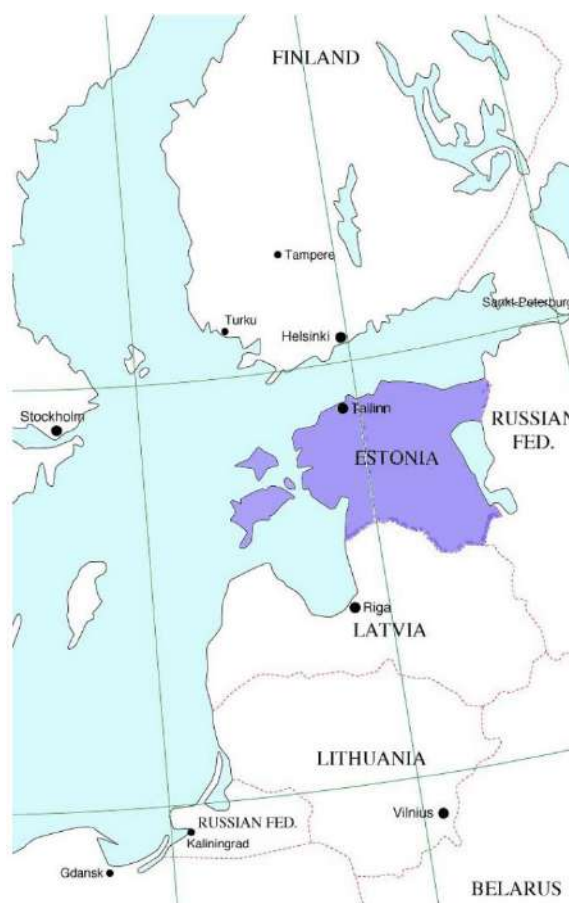 FINLAND
Tampere
Sankt-Peterburg
Turku
Helsinki
Tallinn
Stockholm
RUSSIAN
FED.
ESTONIA
Riga
LATVIA
LITHUANIA
Vilnius
RUSSIAN FED.
Kaliningrad
Gdansk
BELARUS